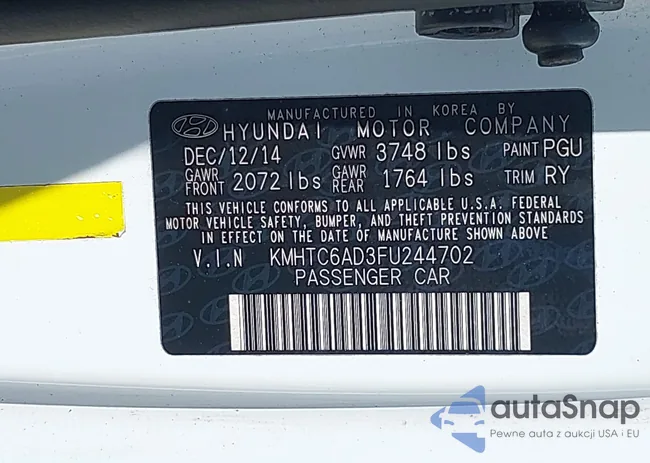 MANUFACTURED IN KOREA BY
HYUNDAI MOTOR COMPANY
DEC/12/14 GVWR 3748 lbs PAINT PGU
GAWR FRONT 2072 lbs GAWR REAR 1764 lbs TRIM RY
THIS VEHICLE CONFORMS TO ALL APPLICABLE U.S.A. FEDERAL
MOTOR VEHICLE SAFETY, BUMPER, AND THEFT PREVENTION STANDARDS
IN EFFECT ON THE DATE OF MANUFACTURE SHOWN ABOVE
V.I.N KMHTC6AD3FU244702
PASSENGER CAR
autaSnap
Pewne auta z aukcji USA i EU